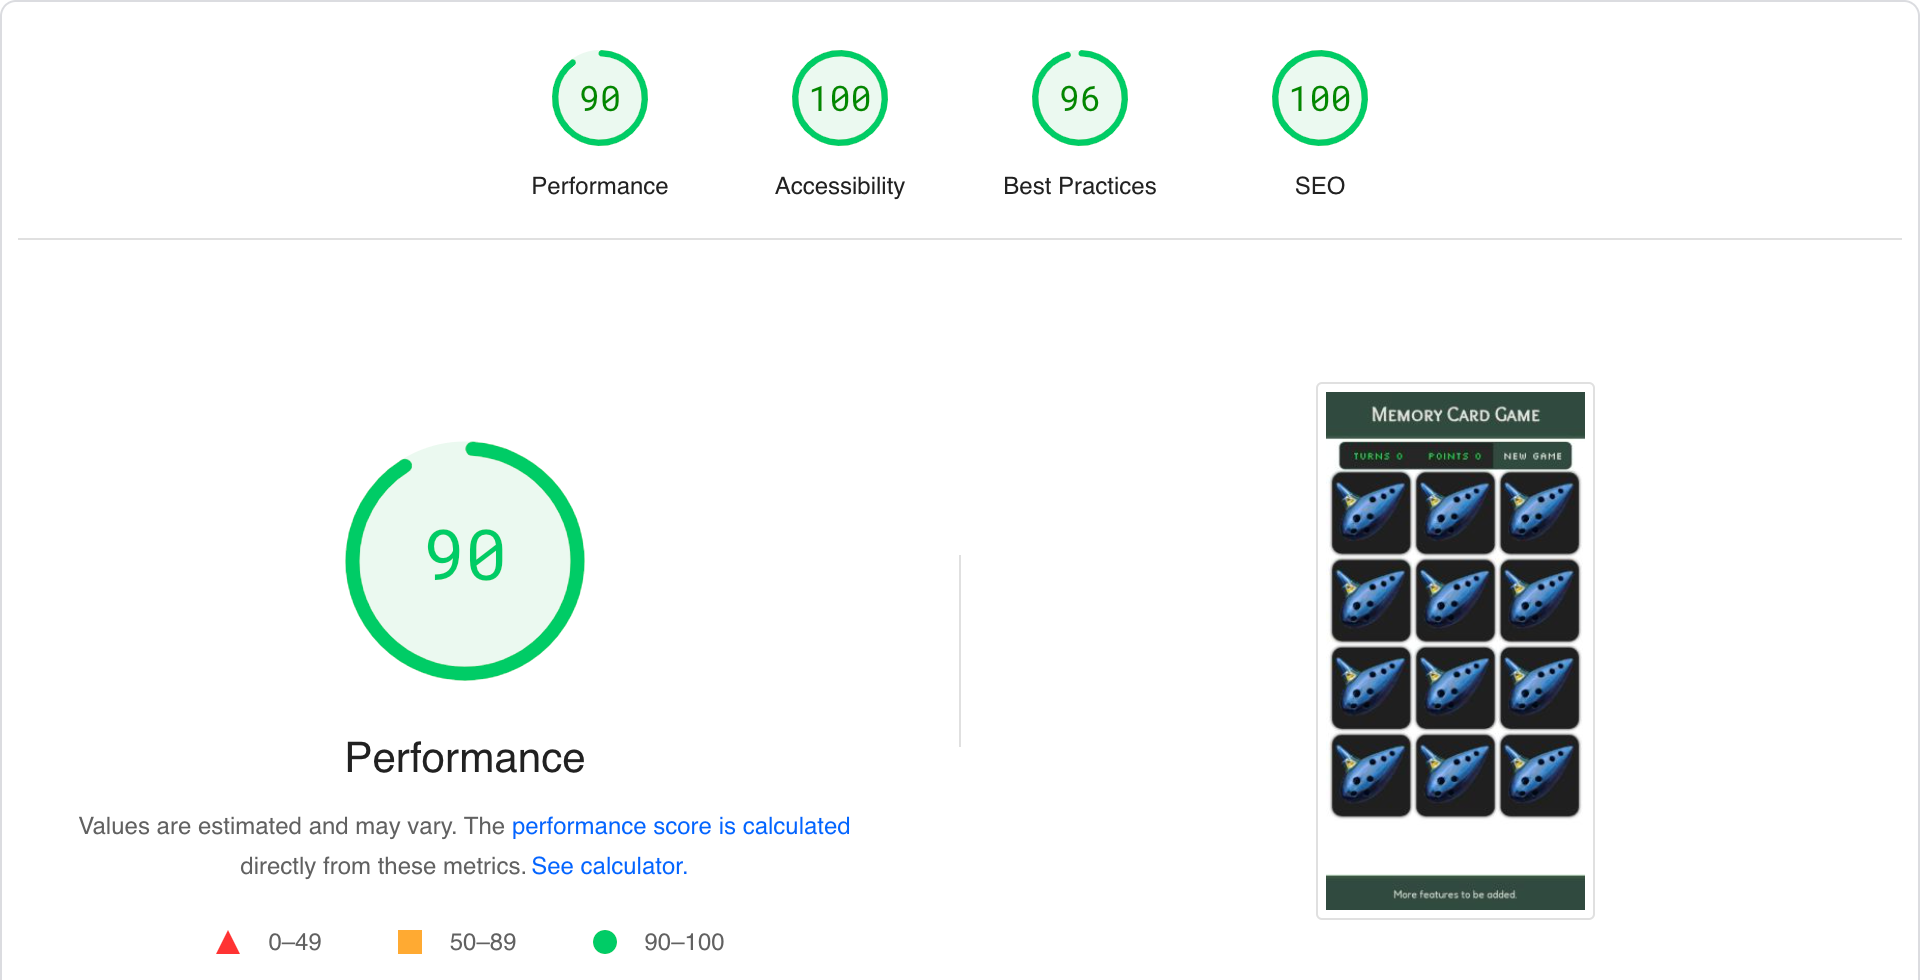 90
100
96
100
Performance
Accessibility
Best Practices
SEO
90
Performance
Values are estimated and may vary. The performance score is calculated
directly from these metrics. See calculator.
0–49
50–89
90–100
Memory Card Game
TURNS 0
POINTS 0
NEW GAME
More features to be added.